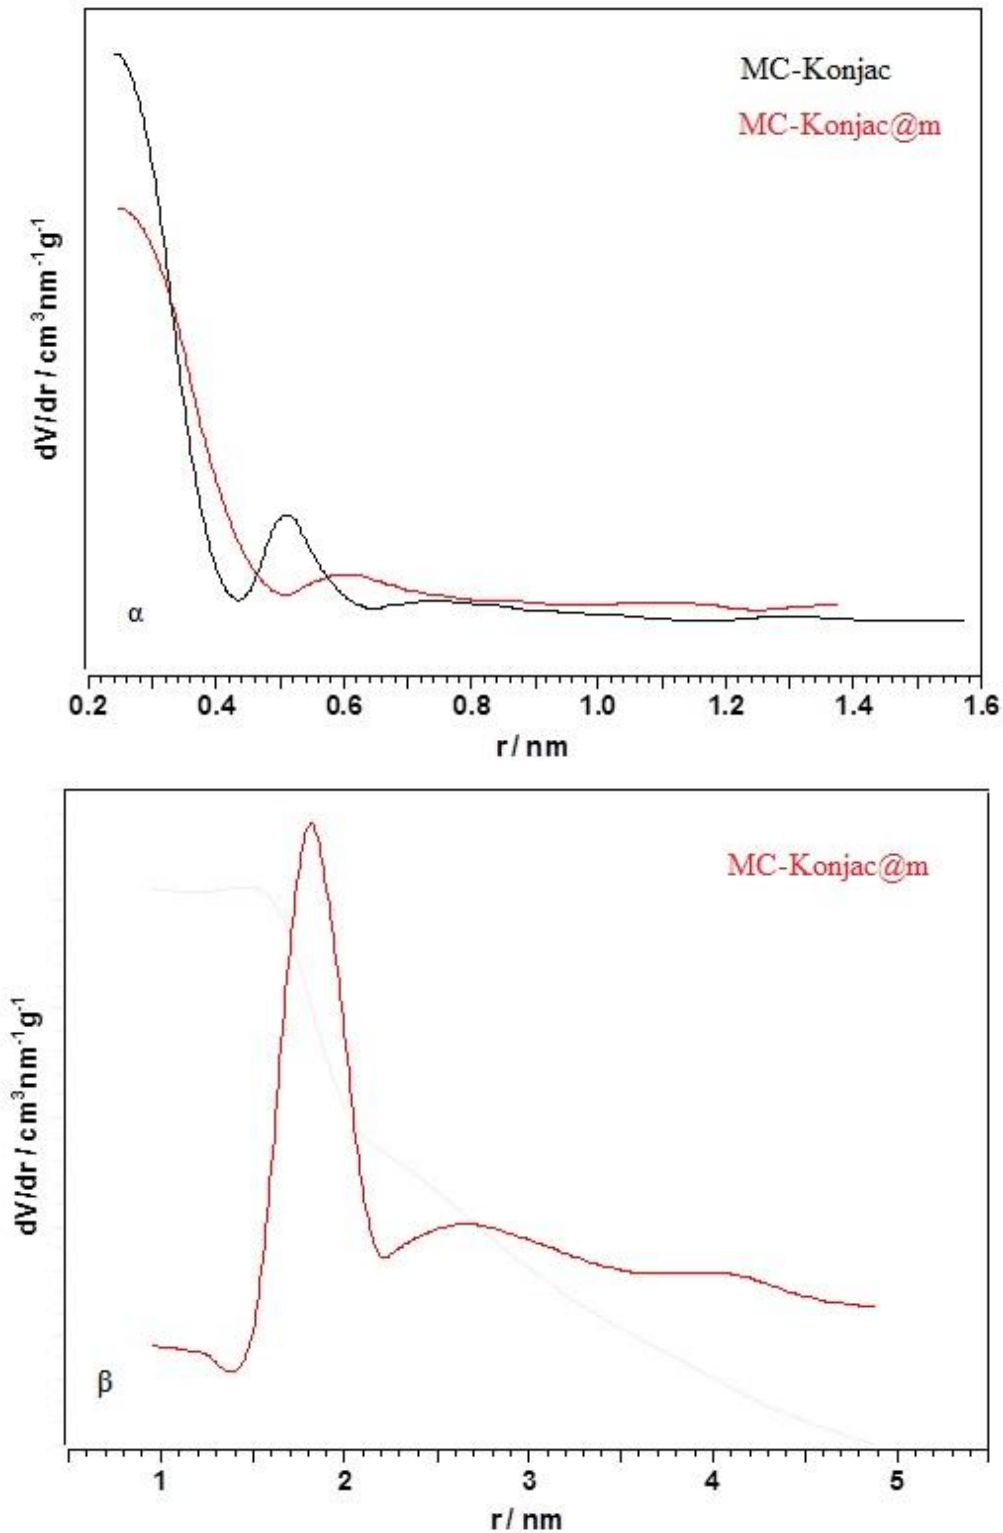 MC-Konjac
MC-Konjac@m
dV/dr / cm³nm⁻¹g⁻¹
α
0.2 0.4 0.6 0.8 1.0 1.2 1.4 1.6
r / nm
MC-Konjac@m
dV/dr / cm³nm⁻¹g⁻¹
β
1 2 3 4 5
r / nm